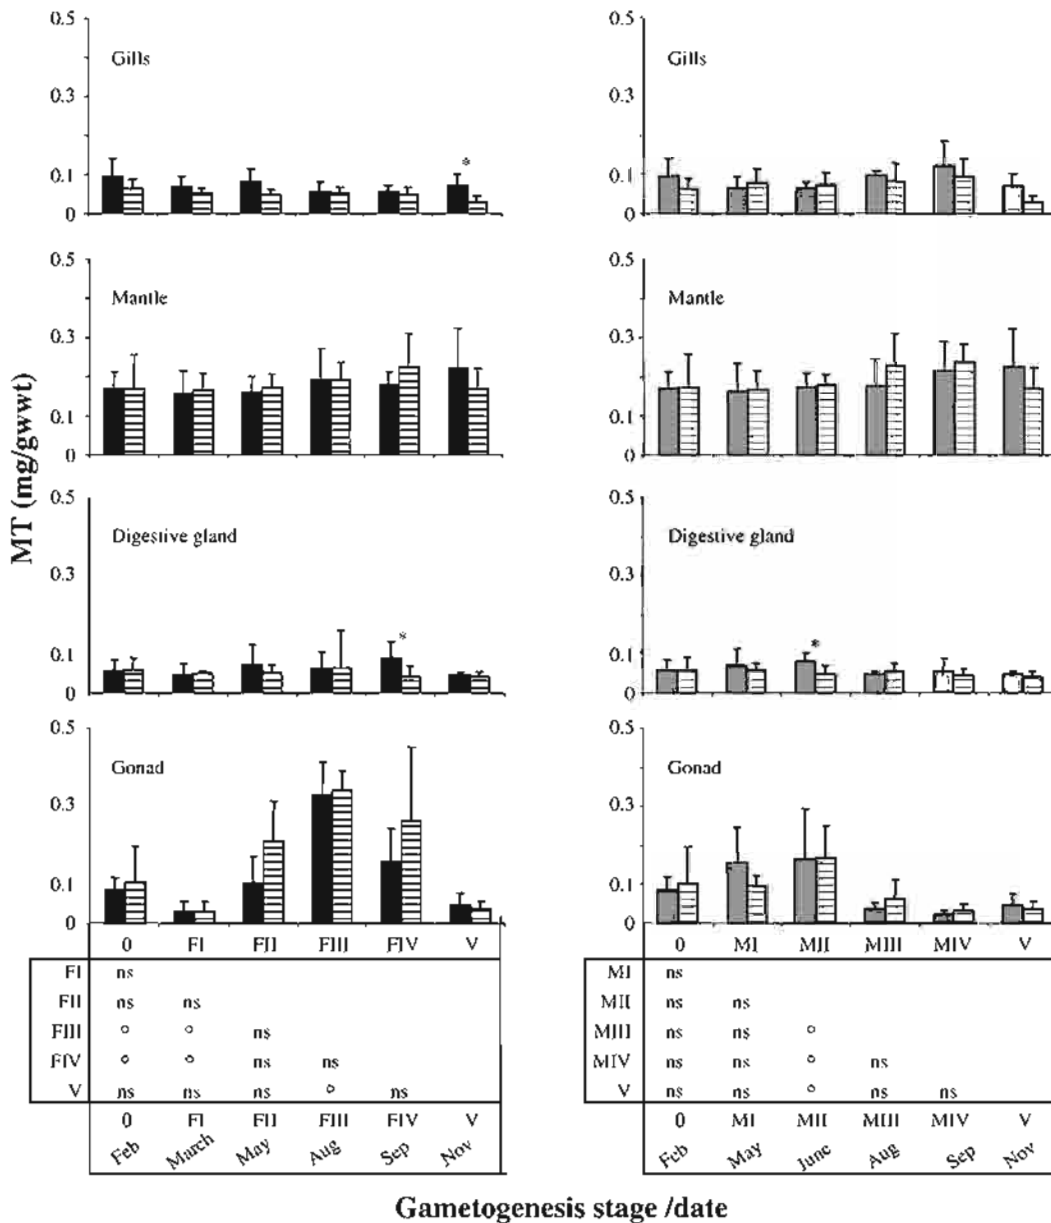 0.5
Gills
0.3
0.1
*
0
0.5
Mantle
0.3
0.1
0
0.5
Digestive gland
0.3
0.1
*
0
0.5
Gonad
0.3
0.1
0
MT (mg/gwwt)
0 FI FII FIII FIV V
FI ns
FII ns ns
FIII ° ° ns
FIV ° ° ns ns
V ns ns ns ° ns
0 FI FII FIII FIV V
Feb March May Aug Sep Nov
0.5
Gills
0.3
0.1
0
0.5
Mantle
0.3
0.1
0
0.5
Digestive gland
0.3
0.1
*
0
0.5
Gonad
0.3
0.1
0
0 MI MII MIII MIV V
MI ns
MII ns ns
MIII ns ns °
MIV ns ns ° ns
V ns ns ° ns ns
0 MI MII MIII MIV V
Feb May June Aug Sep Nov
Gametogenesis stage /date